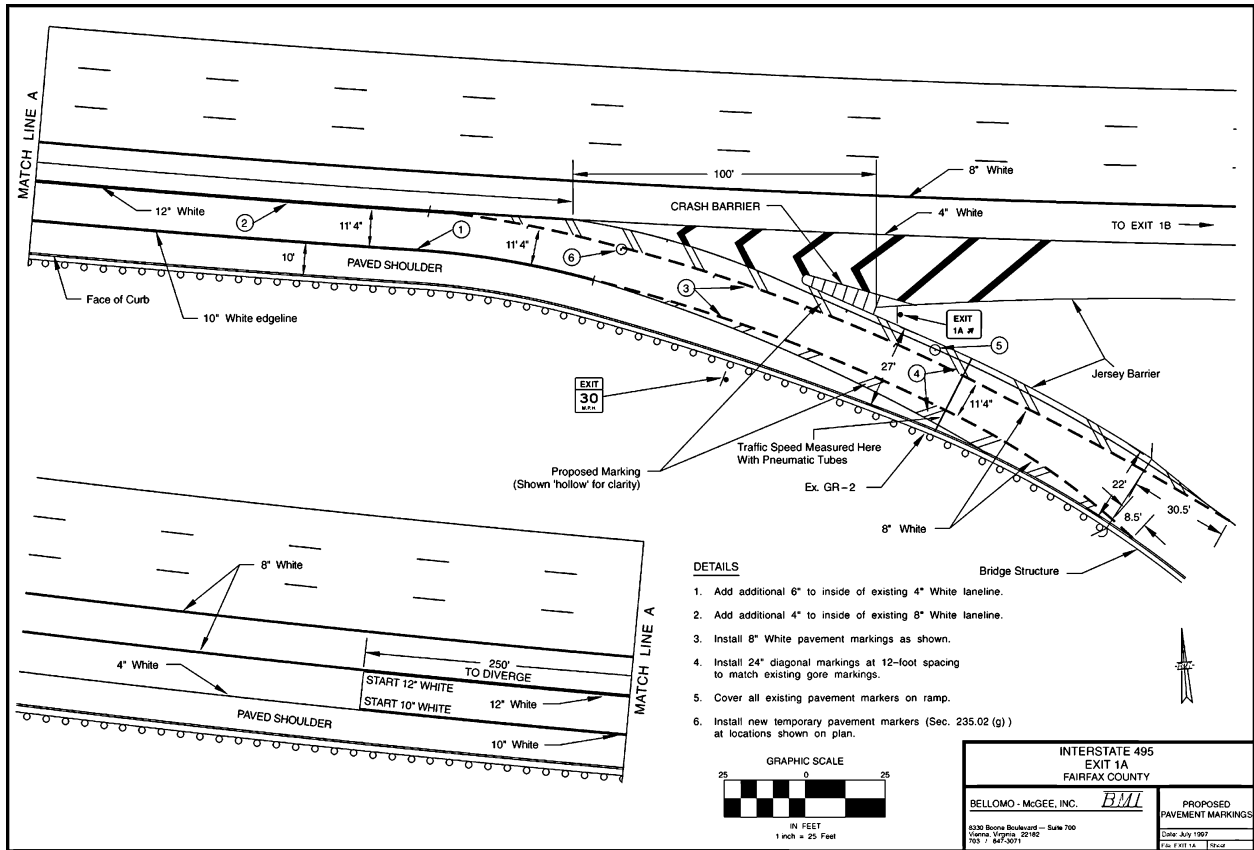 MATCH LINE A
100'
8" White
CRASH BARRIER
4" White
TO EXIT 1B
12" White
2
11' 4"
1
11' 4"
6
10'
PAVED SHOULDER
3
Face of Curb
10" White edgeline
EXIT
1A
5
27'
4
Jersey Barrier
EXIT
30
M.P.H
11'4"
Traffic Speed Measured Here
With Pneumatic Tubes
Proposed Marking
(Shown 'hollow' for clarity)
Ex. GR-2
22'
30.5'
8.5'
8" White
Bridge Structure
8" White
4" White
250'
TO DIVERGE
START 12" WHITE
START 10" WHITE
12" White
PAVED SHOULDER
10" White
MATCH LINE A
DETAILS
1. Add additional 6" to inside of existing 4" White laneline.
2. Add additional 4" to inside of existing 8" White laneline.
3. Install 8" White pavement markings as shown.
4. Install 24" diagonal markings at 12-foot spacing
to match existing gore markings.
5. Cover all existing pavement markers on ramp.
6. Install new temporary pavement markers (Sec. 235.02 (g) )
at locations shown on plan.
GRAPHIC SCALE
25 0 25
IN FEET
1 inch = 25 Feet
INTERSTATE 495
EXIT 1A
FAIRFAX COUNTY
BELLOMO - McGEE, INC. BMI
8330 Boone Boulevard — Suite 700
Vienna, Virginia 22182
703 / 847-3071
PROPOSED
PAVEMENT MARKINGS
Date: July 1997
File: EXIT 1A Sheet